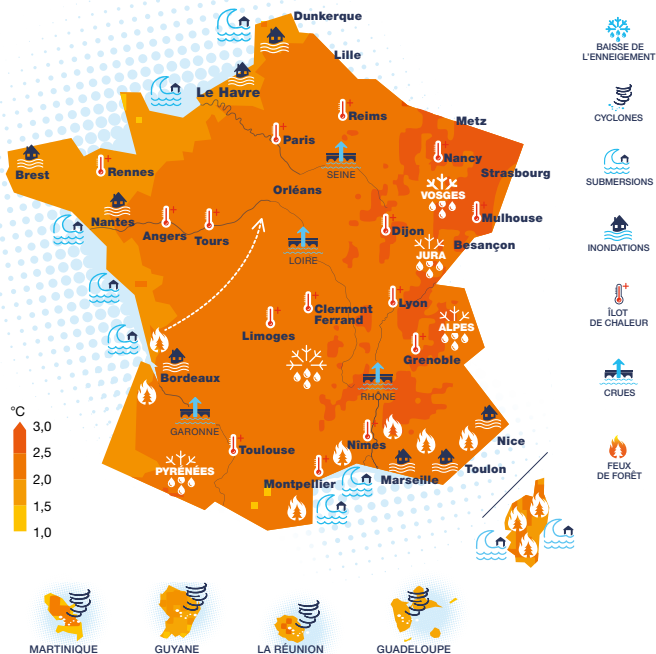 Dunkerque
Lille
Le Havre
Reims
Metz
Paris
Nancy
SEINE
Strasbourg
Brest
Rennes
VOSGES
Orléans
Nantes
Mulhouse
Angers
Tours
Dijon
Besançon
JURA
LOIRE
Lyon
Clermont
Ferrand
ALPES
Limoges
Grenoble
Bordeaux
RHÔNE
GARONNE
Nîmes
Nice
Toulouse
PYRÉNÉES
Toulon
Montpellier
Marseille
°C
3,0
2,5
2,0
1,5
1,0
BAISSE DE
L'ENNEIGEMENT
CYCLONES
SUBMERSIONS
INONDATIONS
ÎLOT
DE CHALEUR
CRUES
FEUX
DE FORÊT
MARTINIQUE
GUYANE
LA RÉUNION
GUADELOUPE